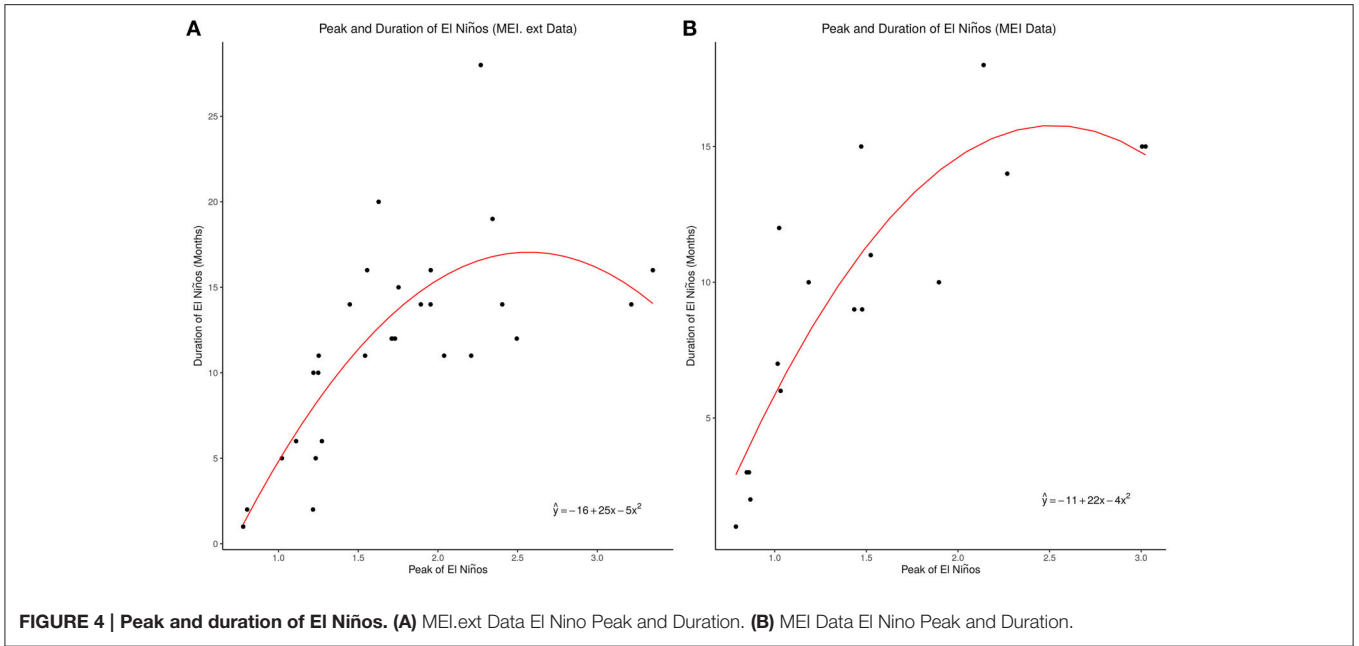 A
Peak and Duration of El Niños (MEI. ext Data)
Duration of El Niños (Months)
25
20
15
10
5
0
1.0 1.5 2.0 2.5 3.0
Peak of El Niños
ŷ = −16 + 25x − 5x²
B
Peak and Duration of El Niños (MEI Data)
Duration of El Niños (Months)
15
10
5
1.0 1.5 2.0 2.5 3.0
Peak of El Niños
ŷ = −11 + 22x − 4x²
FIGURE 4 | Peak and duration of El Niños. (A) MEI.ext Data El Nino Peak and Duration. (B) MEI Data El Nino Peak and Duration.